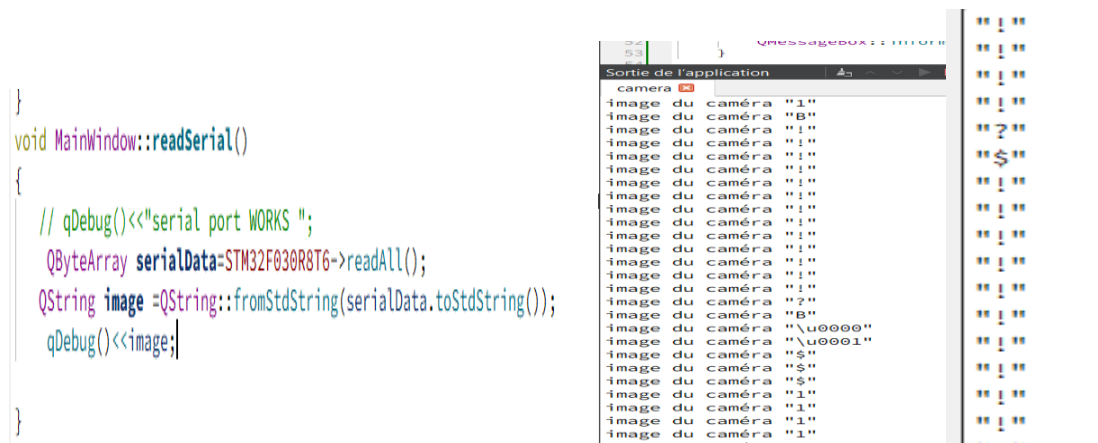 }
void MainWindow::readSerial()
{
// qDebug()<<"serial port WORKS ";
QByteArray serialData=STM32F030R8T6->readAll();
QString image =QString::fromStdString(serialData.toStdString());
qDebug()<<image;
}
52 QMessageBox::inform
53 }
Sortie de l'application
camera
image du caméra "1"
image du caméra "B"
image du caméra "!"
image du caméra "!"
image du caméra "!"
image du caméra "!"
image du caméra "!"
image du caméra "!"
image du caméra "!"
image du caméra "!"
image du caméra "!"
image du caméra "!"
image du caméra "!"
image du caméra "!"
image du caméra "!"
image du caméra "?"
image du caméra "B"
image du caméra "\u0000"
image du caméra "\u0001"
image du caméra "$"
image du caméra "$"
image du caméra "$"
image du caméra "1"
image du caméra "1"
image du caméra "1"
image du caméra "1"
"!"
"!"
"!"
"!"
"?"
"$"
"!"
"!"
"!"
"!"
"!"
"!"
"!"
"!"
"!"
"!"